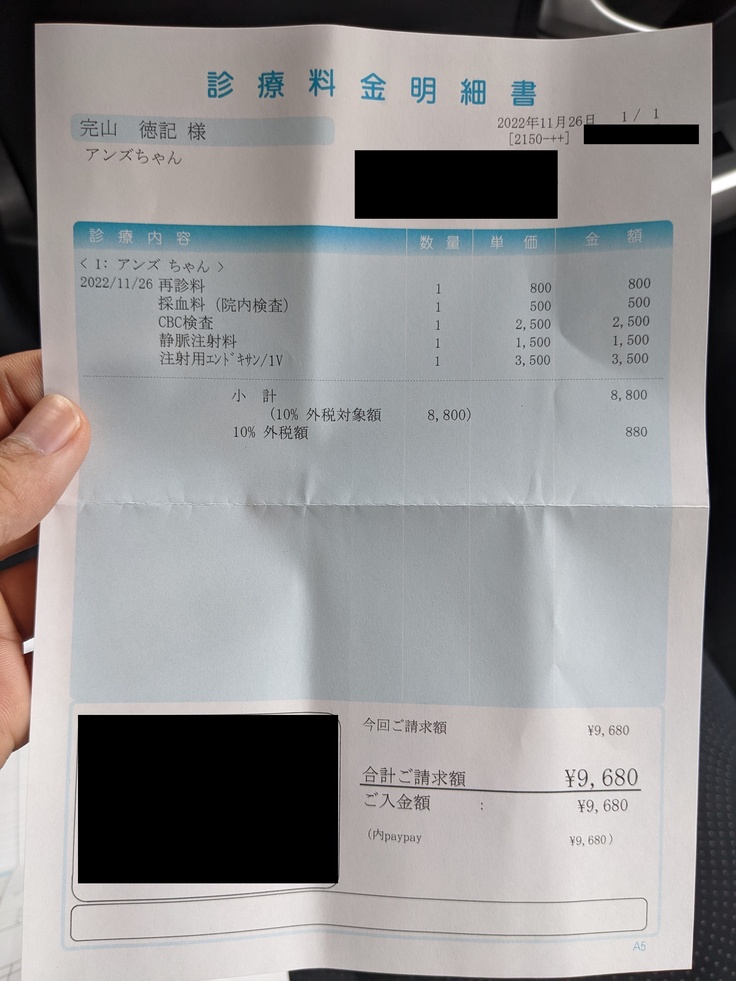 診療料金明細書
完山 徳記 様
2022年11月26日 1 / 1
アンズちゃん
[2150-++]
診療内容 数量 単価 金額
< 1: アンズ ちゃん >
2022/11/26 再診料 1 800 800
採血料 (院内検査) 1 500 500
CBC検査 1 2,500 2,500
静脈注射料 1 1,500 1,500
注射用ｴﾝﾄﾞｷサン/1V 1 3,500 3,500
小 計 8,800
(10% 外税対象額 8,800)
10% 外税額 880
今回ご請求額 ¥9,680
合計ご請求額 ¥9,680
ご入金額 : ¥9,680
(内paypay ¥9,680)
A5